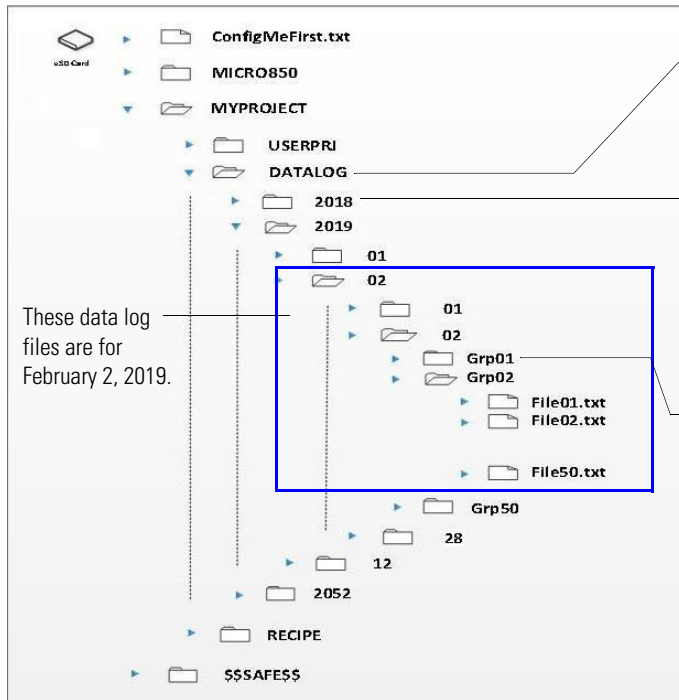 ConfigMeFirst.txt
uSD Card
MICRO850
MYPROJECT
USERPRI
DATALOG
2018
2019
01
02
These data log
files are for
February 2, 2019.
01
02
Grp01
Grp02
File01.txt
File02.txt
File50.txt
Grp50
28
12
2052
RECIPE
$$SAFE$$